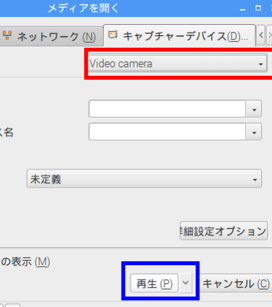 メディアを開く
ネットワーク (N) キャプチャーデバイス(D)...
Video camera
ス名
未定義
詳細設定オプション
の表示 (M)
再生 (P) キャンセル (C)